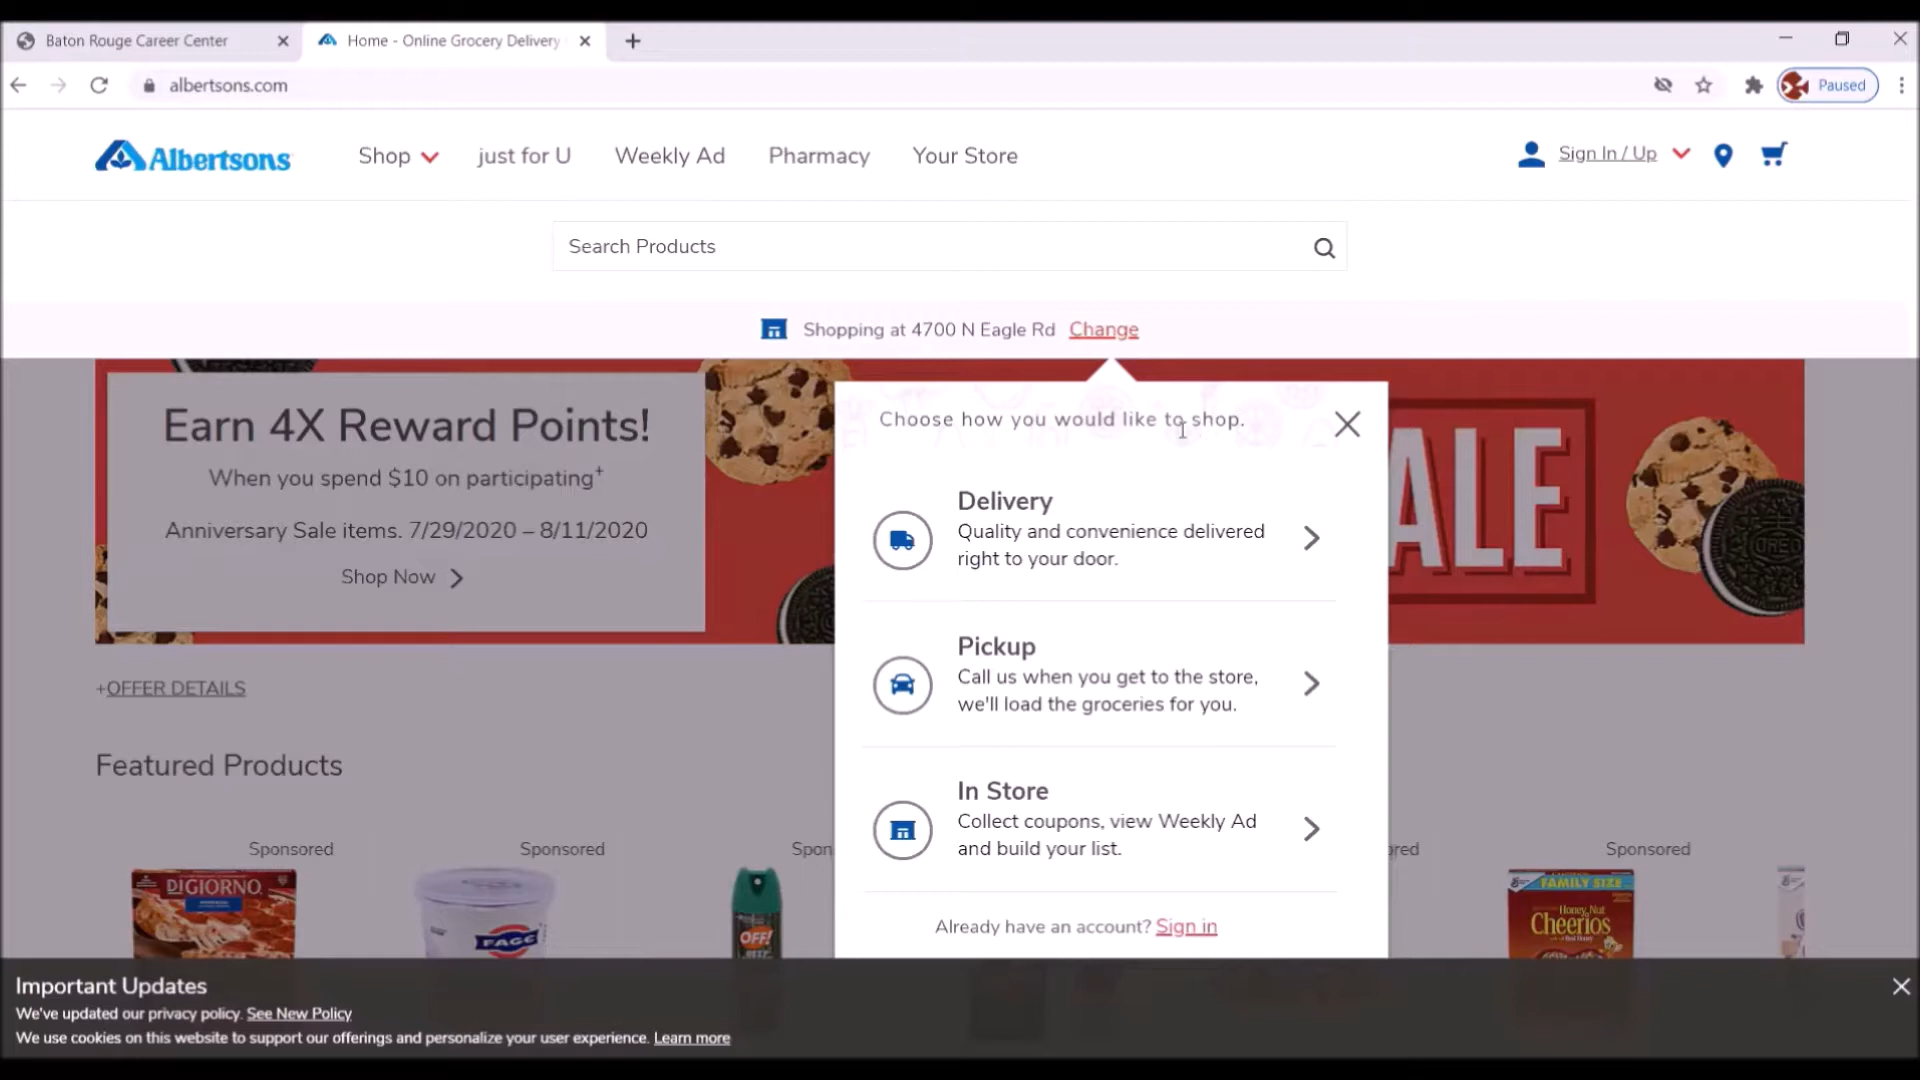 Baton Rouge Career Center
Home - Online Grocery Delivery
albertsons.com
Paused
Albertsons
Shop
just for U
Weekly Ad
Pharmacy
Your Store
Sign In / Up
Search Products
Shopping at 4700 N Eagle Rd Change
Earn 4X Reward Points!
When you spend $10 on participating+
Anniversary Sale items. 7/29/2020 – 8/11/2020
Shop Now
ALE
OREO
Choose how you would like to shop.
Delivery
Quality and convenience delivered
right to your door.
Pickup
Call us when you get to the store,
we'll load the groceries for you.
In Store
Collect coupons, view Weekly Ad
and build your list.
Already have an account? Sign in
+OFFER DETAILS
Featured Products
Sponsored
Sponsored
Spon
red
Sponsored
DIGIORNO
FAGE
OFF!
FAMILY SIZE
Honey Nut
Cheerios
Important Updates
We've updated our privacy policy. See New Policy
We use cookies on this website to support our offerings and personalize your user experience. Learn more